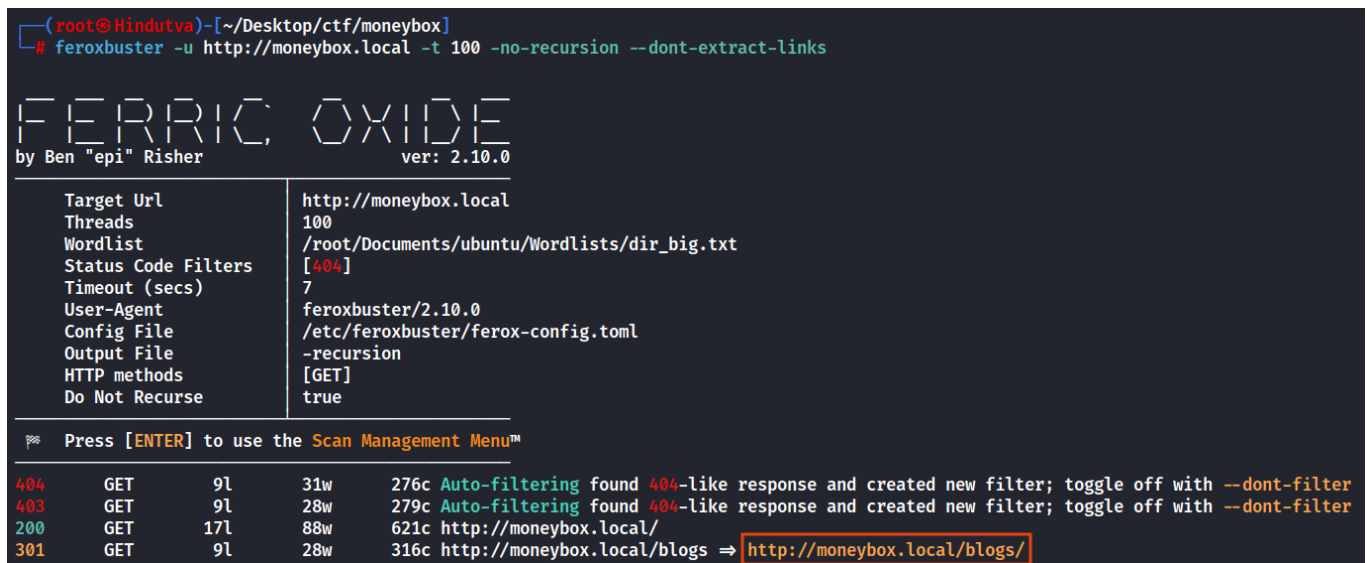 (root㉿Hindutva)-[~/Desktop/ctf/moneybox]
# feroxbuster -u http://moneybox.local -t 100 -no-recursion --dont-extract-links
FERRIC OXIDE
by Ben "epi" Risher ver: 2.10.0
Target Url http://moneybox.local
Threads 100
Wordlist /root/Documents/ubuntu/Wordlists/dir_big.txt
Status Code Filters [404]
Timeout (secs) 7
User-Agent feroxbuster/2.10.0
Config File /etc/feroxbuster/ferox-config.toml
Output File -recursion
HTTP methods [GET]
Do Not Recurse true
🏁 Press [ENTER] to use the Scan Management Menu™
404 GET 9l 31w 276c Auto-filtering found 404-like response and created new filter; toggle off with --dont-filter
403 GET 9l 28w 279c Auto-filtering found 404-like response and created new filter; toggle off with --dont-filter
200 GET 17l 88w 621c http://moneybox.local/
301 GET 9l 28w 316c http://moneybox.local/blogs => http://moneybox.local/blogs/